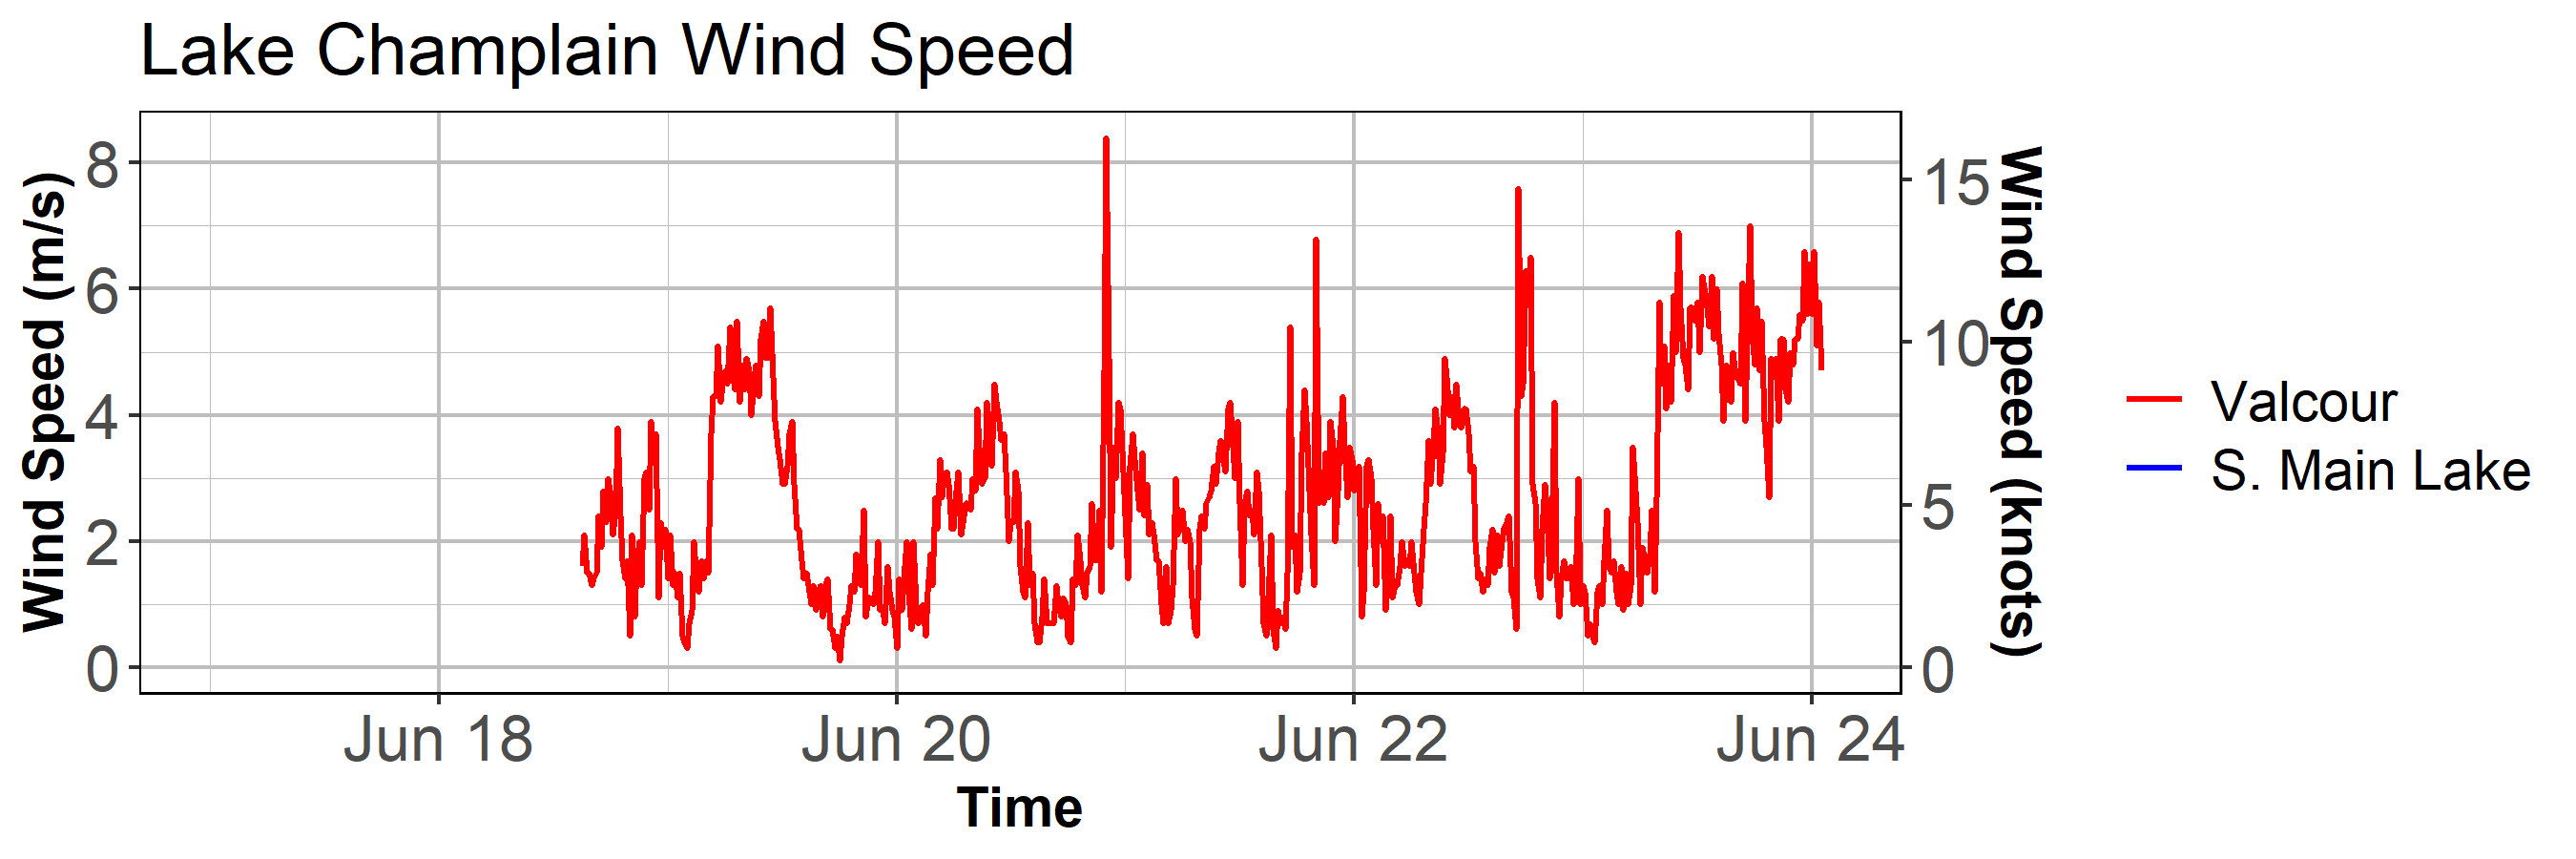 Lake Champlain Wind Speed
Wind Speed (m/s)
8
6
4
2
0
15
10
5
0
Wind Speed (knots)
Jun 18
Jun 20
Jun 22
Jun 24
Time
Valcour
S. Main Lake